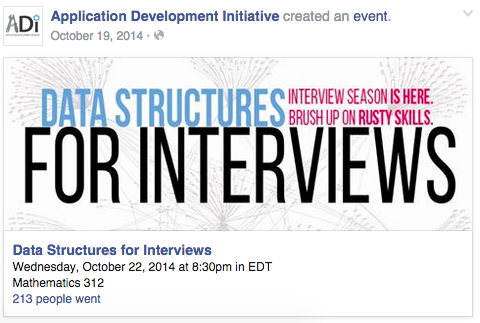 ADi
Application Development Initiative created an event.
October 19, 2014 ·
DATA STRUCTURES
INTERVIEW SEASON IS HERE.
BRUSH UP ON RUSTY SKILLS.
FOR INTERVIEWS
Data Structures for Interviews
Wednesday, October 22, 2014 at 8:30pm in EDT
Mathematics 312
213 people went